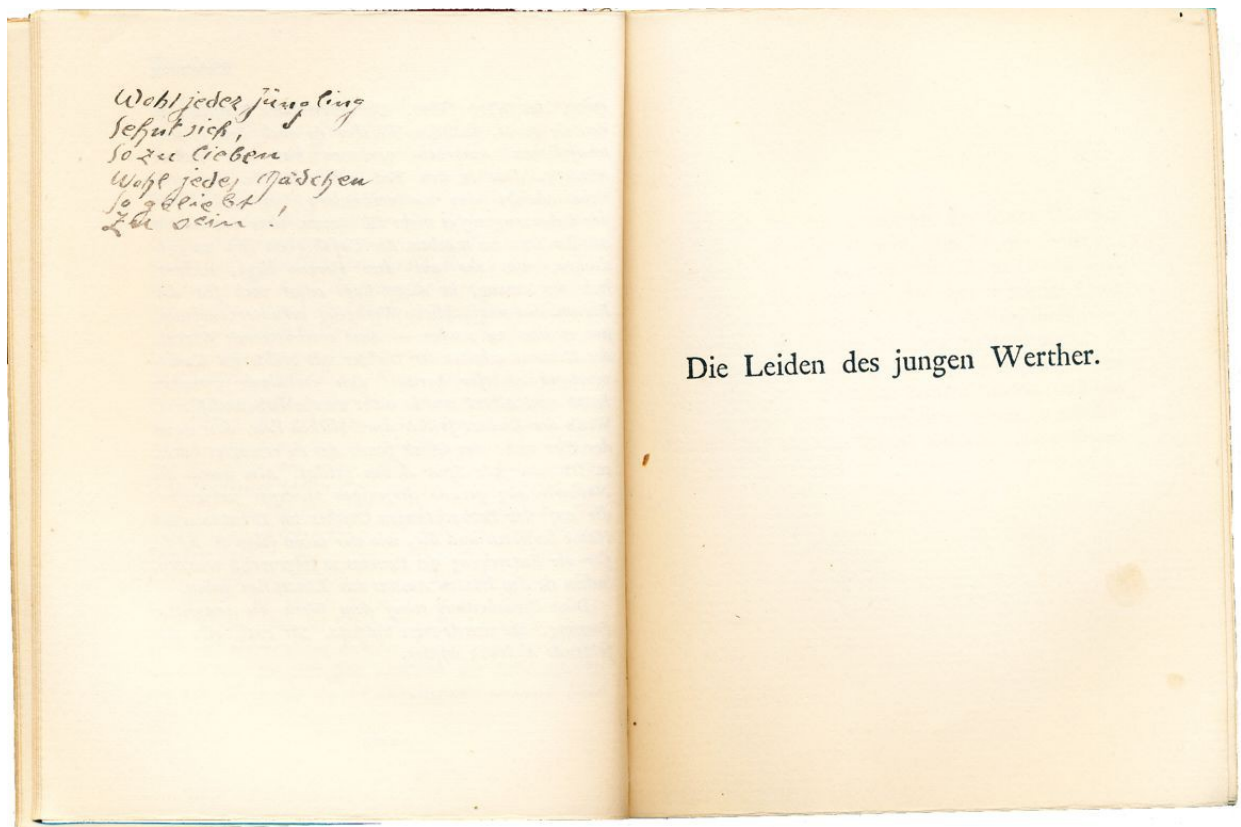 Wohl jeder Jüngling
sehnt sich,
so zu lieben
Wohl jedes Mädchen
so geliebt
zu sein!
Die Leiden des jungen Werther.